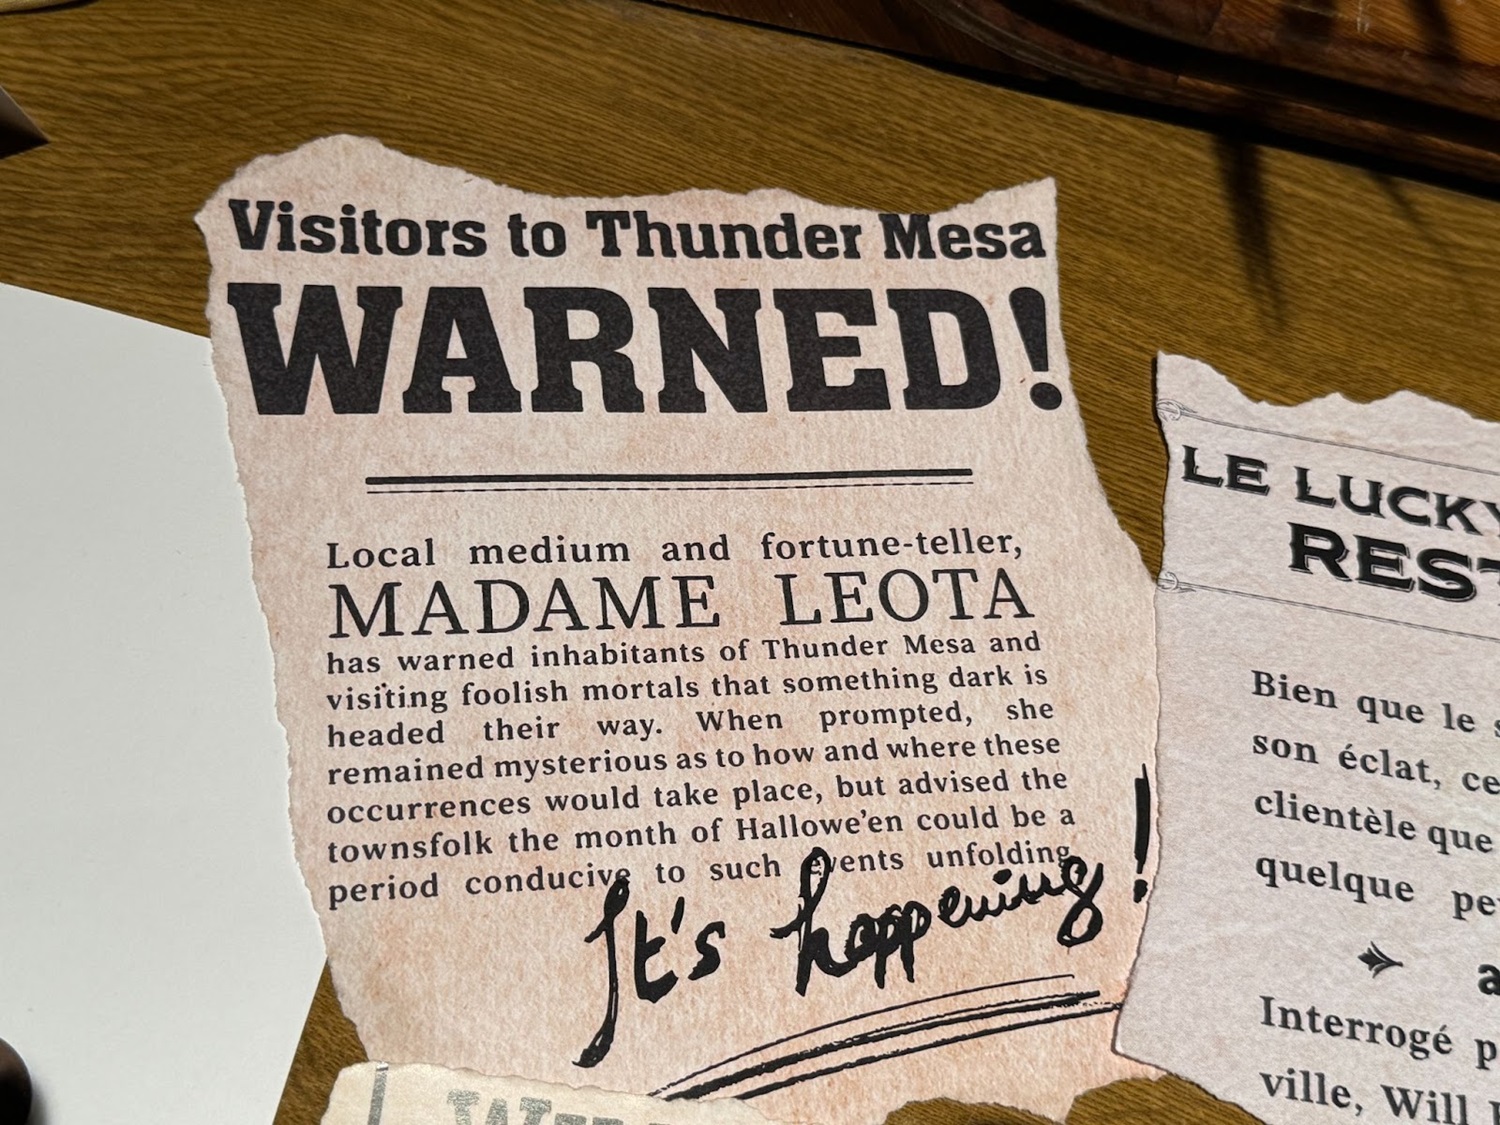 Visitors to Thunder Mesa
WARNED!
Local medium and fortune-teller,
MADAME LEOTA
has warned inhabitants of Thunder Mesa and
visiting foolish mortals that something dark is
headed their way. When prompted, she
remained mysterious as to how and where these
occurrences would take place, but advised the
townsfolk the month of Hallowe'en could be a
period conducive to such events unfolding
It's happening!
LE LUCKY
REST
Bien que le
son éclat, ce
clientèle que
quelque pe
a
Interrogé p
ville, Will